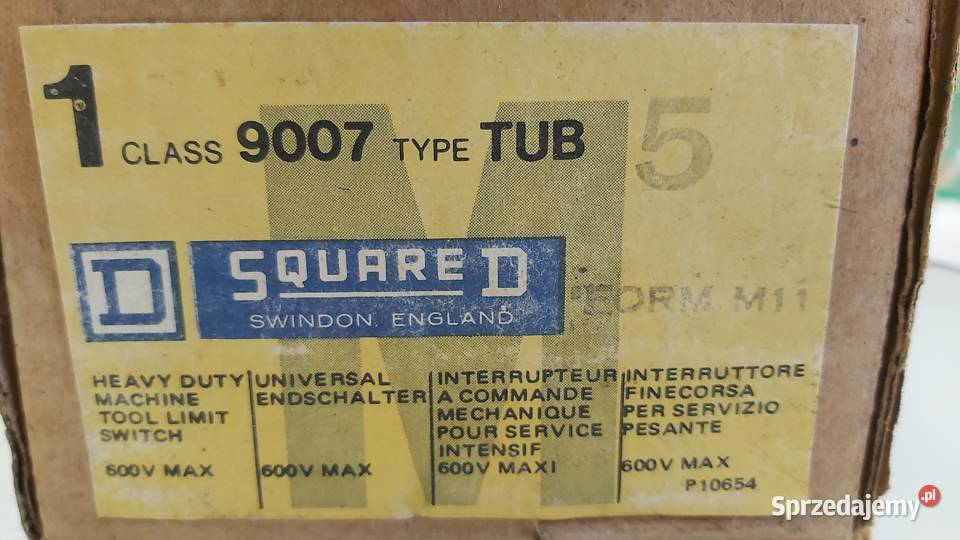 1 CLASS 9007 TYPE TUB 5
M
D SQUARE D
SWINDON. ENGLAND
FORM M11
HEAVY DUTY
MACHINE
TOOL LIMIT
SWITCH
600V MAX
UNIVERSAL
ENDSCHALTER
600V MAX
INTERRUPTEUR
A COMMANDE
MECHANIQUE
POUR SERVICE
INTENSIF
600V MAXI
INTERRUTTORE
FINECORSA
PER SERVIZIO
PESANTE
600V MAX
P10654
Sprzedajemy.pl